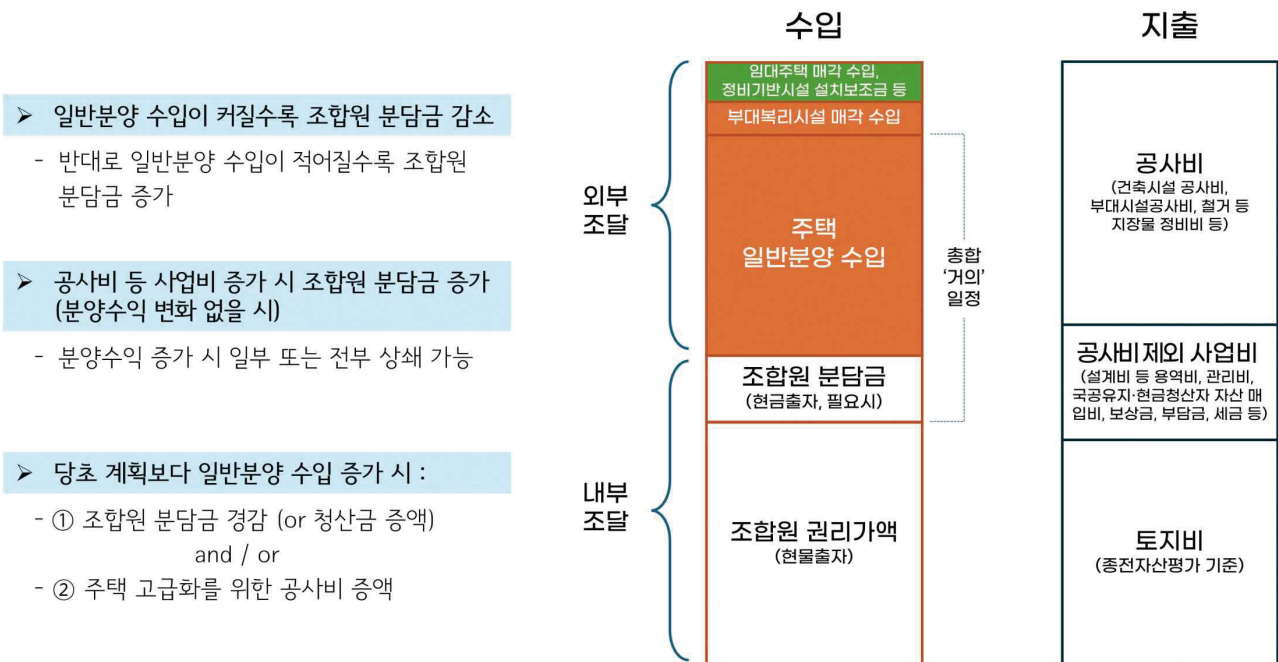 ➤ 일반분양 수입이 커질수록 조합원 분담금 감소
- 반대로 일반분양 수입이 적어질수록 조합원
분담금 증가
➤ 공사비 등 사업비 증가 시 조합원 분담금 증가
(분양수익 변화 없을 시)
- 분양수익 증가 시 일부 또는 전부 상쇄 가능
➤ 당초 계획보다 일반분양 수입 증가 시 :
- ① 조합원 분담금 경감 (or 청산금 증액)
and / or
- ② 주택 고급화를 위한 공사비 증액
수입
외부
조달
내부
조달
임대주택 매각 수입,
정비기반시설 설치보조금 등
부대복리시설 매각 수입
주택
일반분양 수입
조합원 분담금
(현금출자, 필요시)
조합원 권리가액
(현물출자)
총합
'거의'
일정
지출
공사비
(건축시설 공사비,
부대시설공사비, 철거 등
지장물 정비비 등)
공사비 제외 사업비
(설계비 등 용역비, 관리비,
국공유지·현금청산자 자산 매
입비, 보상금, 부담금, 세금 등)
토지비
(종전자산평가 기준)